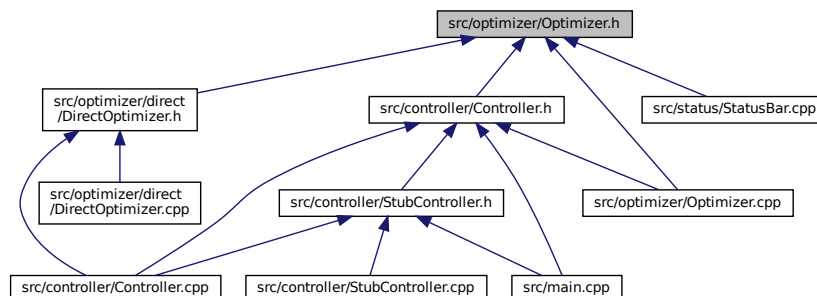 src/optimizer/Optimizer.h
src/optimizer/direct
/DirectOptimizer.h
src/controller/Controller.h
src/status/StatusBar.cpp
src/optimizer/direct
/DirectOptimizer.cpp
src/controller/StubController.h
src/optimizer/Optimizer.cpp
src/controller/Controller.cpp
src/controller/StubController.cpp
src/main.cpp